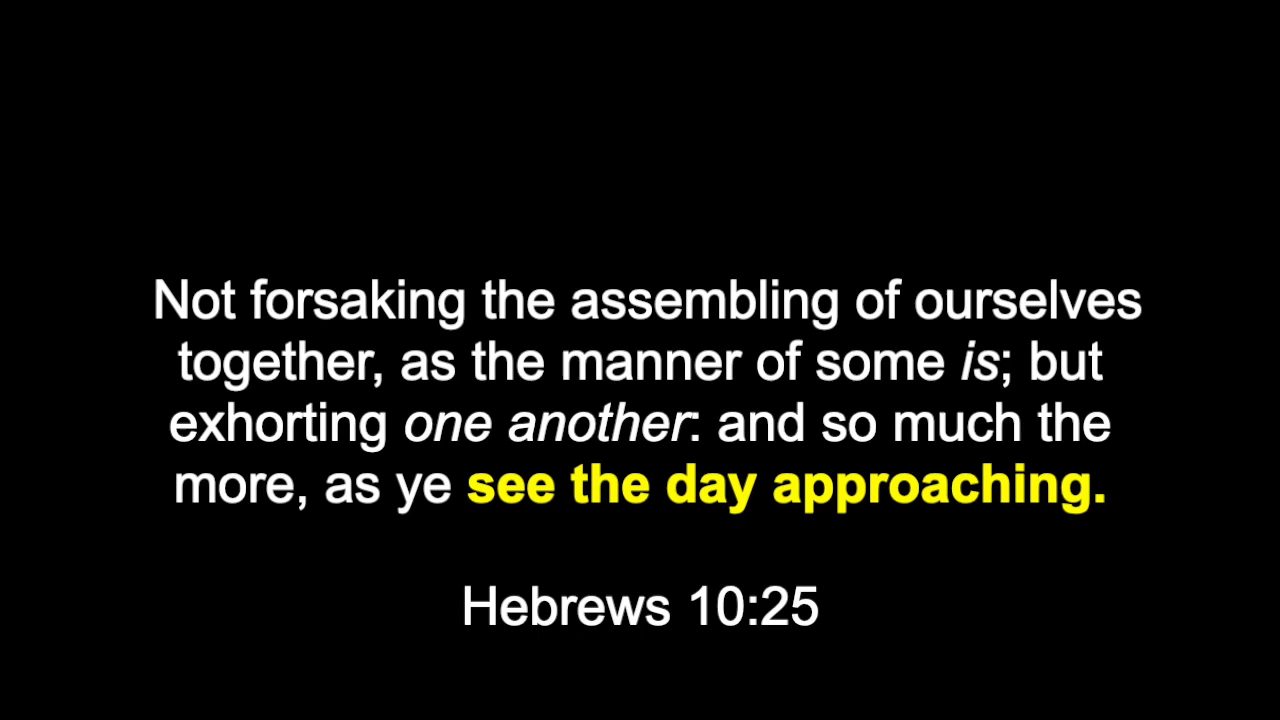 Not forsaking the assembling of ourselves
together, as the manner of some is; but
exhorting one another: and so much the
more, as ye see the day approaching.
Hebrews 10:25